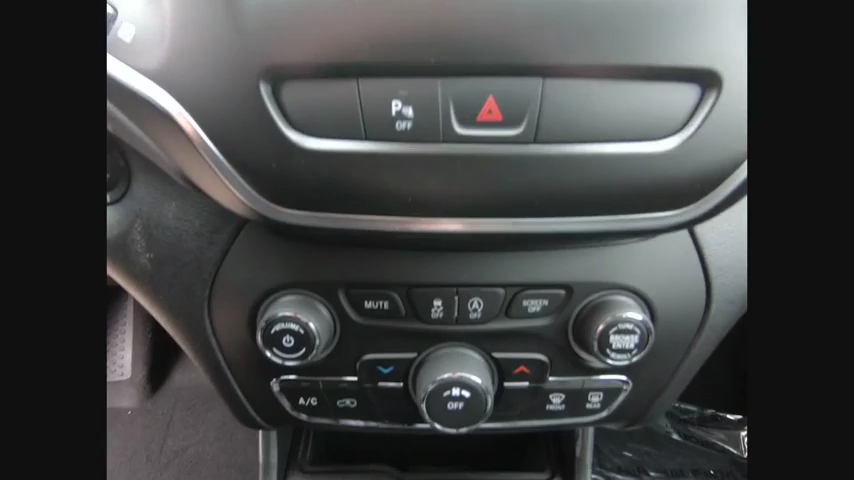 P
OFF
MUTE
OFF
A
OFF
SCREEN
OFF
VOLUME
TUNE
BROWSE
ENTER
SCROLL
A/C
OFF
FRONT
REAR